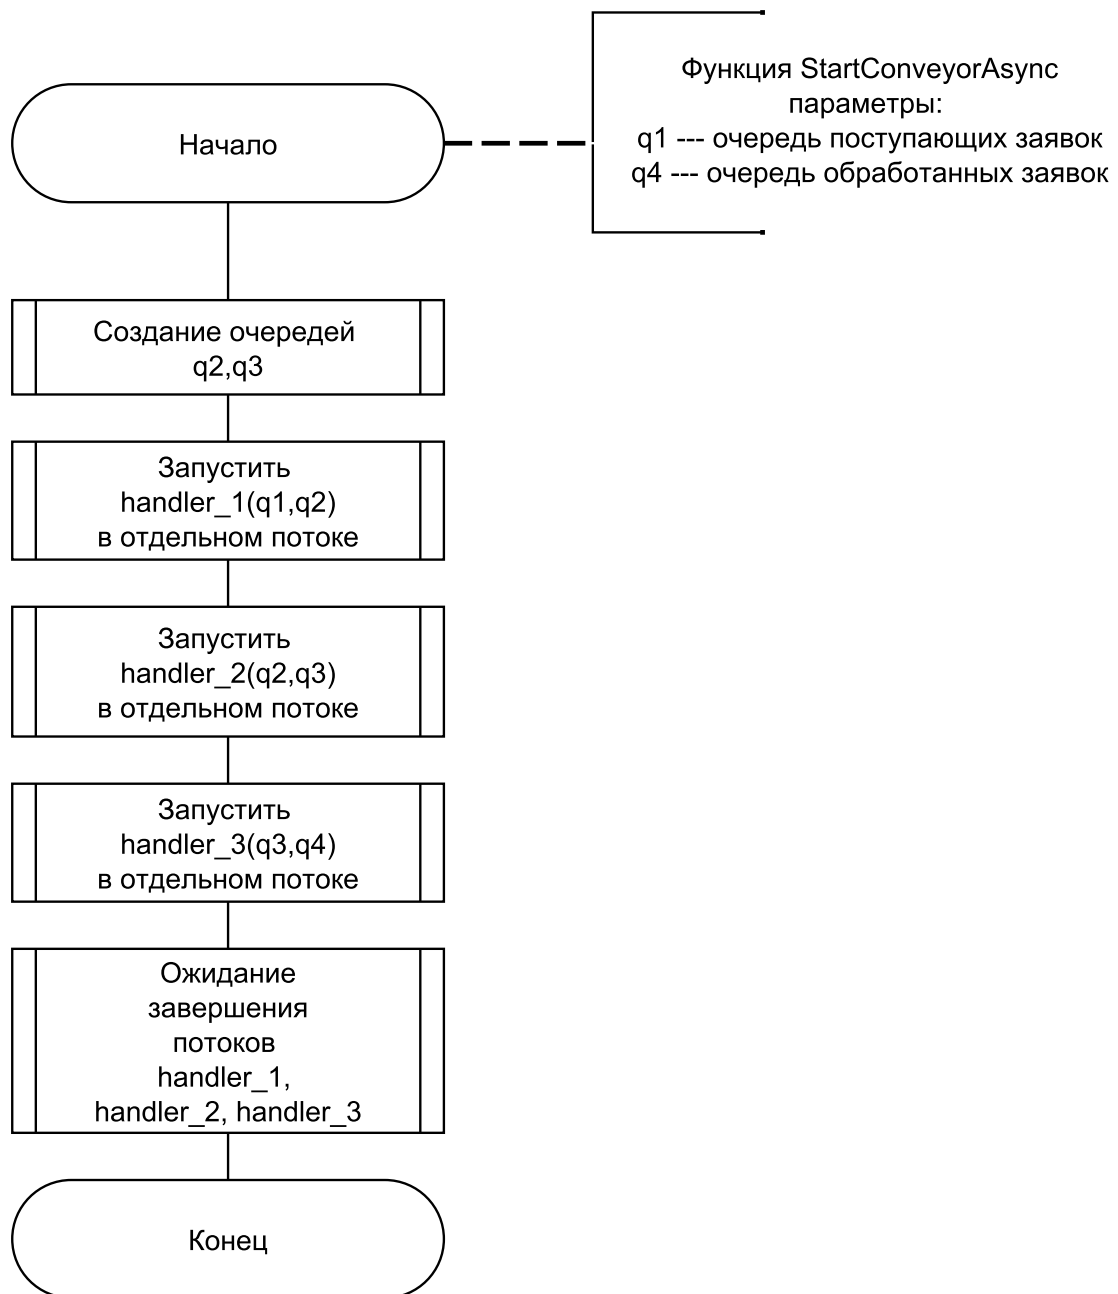 Начало
Функция StartConveyorAsync
параметры:
q1 --- очередь поступающих заявок
q4 --- очередь обработанных заявок
Создание очередей
q2,q3
Запустить
handler_1(q1,q2)
в отдельном потоке
Запустить
handler_2(q2,q3)
в отдельном потоке
Запустить
handler_3(q3,q4)
в отдельном потоке
Ожидание
завершения
потоков
handler_1,
handler_2, handler_3
Конец